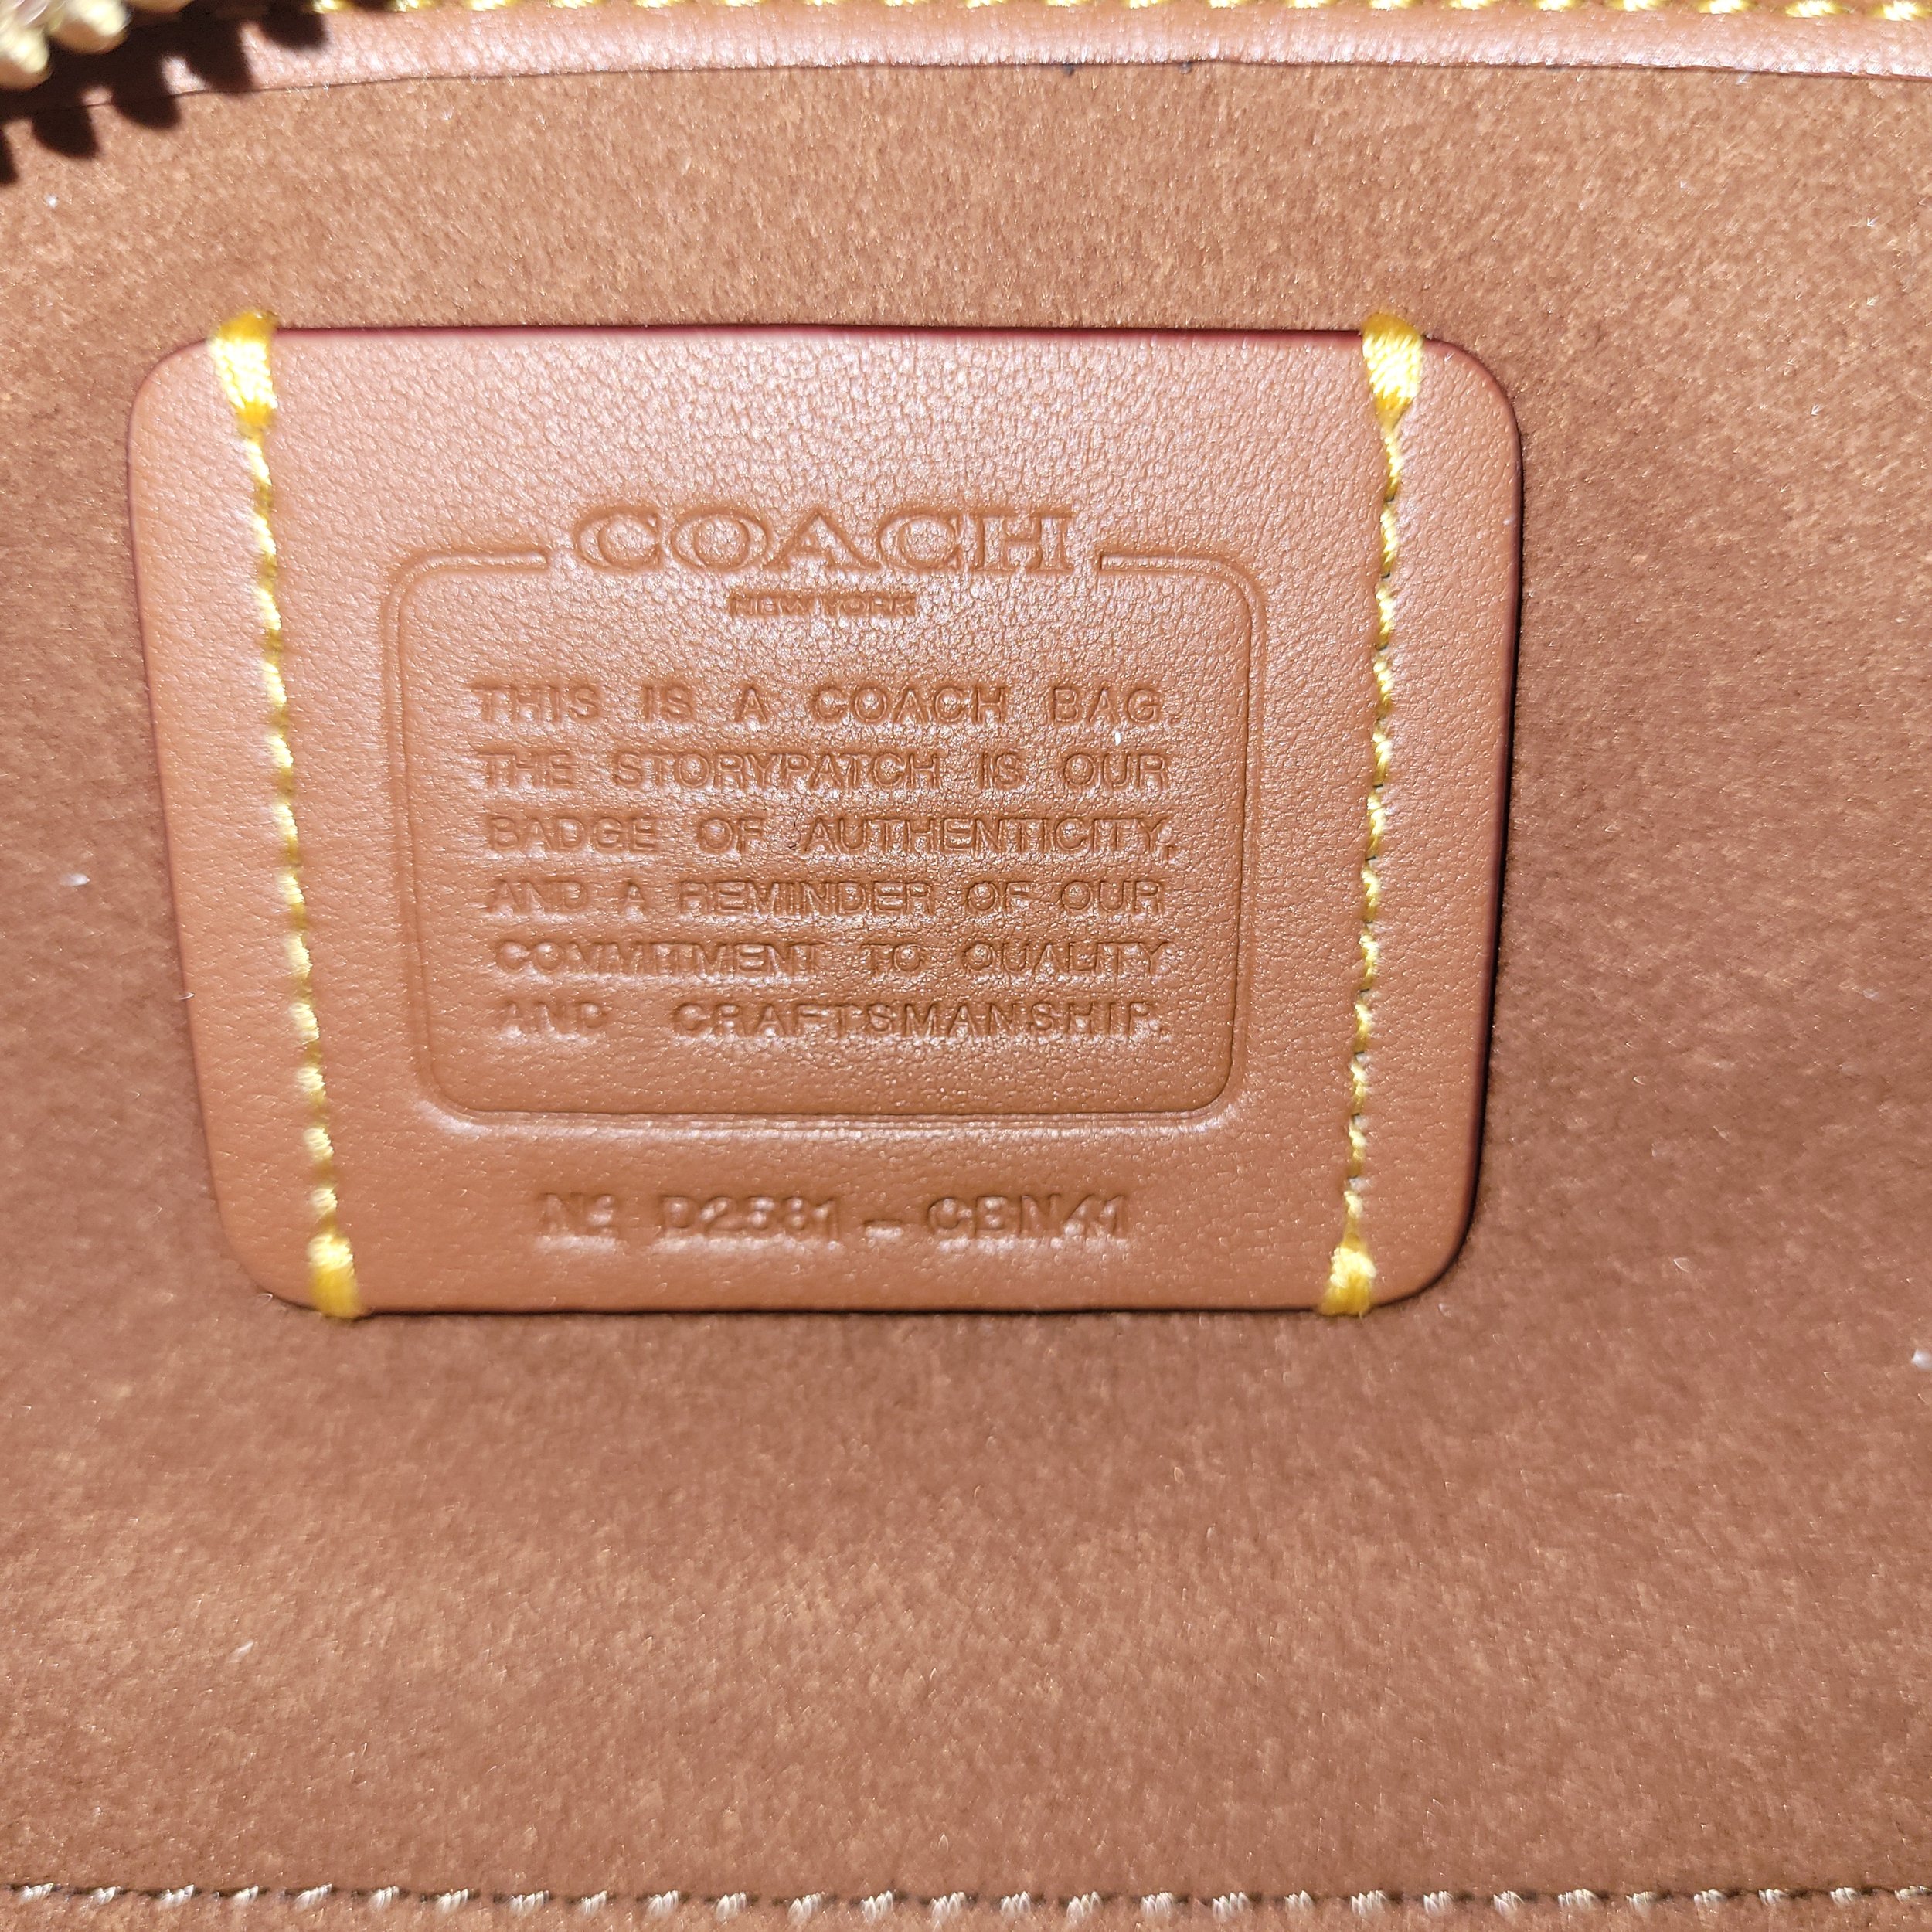 COACH
NEW YORK
THIS IS A COACH BAG.
THE STORYPATCH IS OUR
BADGE OF AUTHENTICITY,
AND A REMINDER OF OUR
COMMITMENT TO QUALITY
AND CRAFTSMANSHIP.
Nº - CBN41